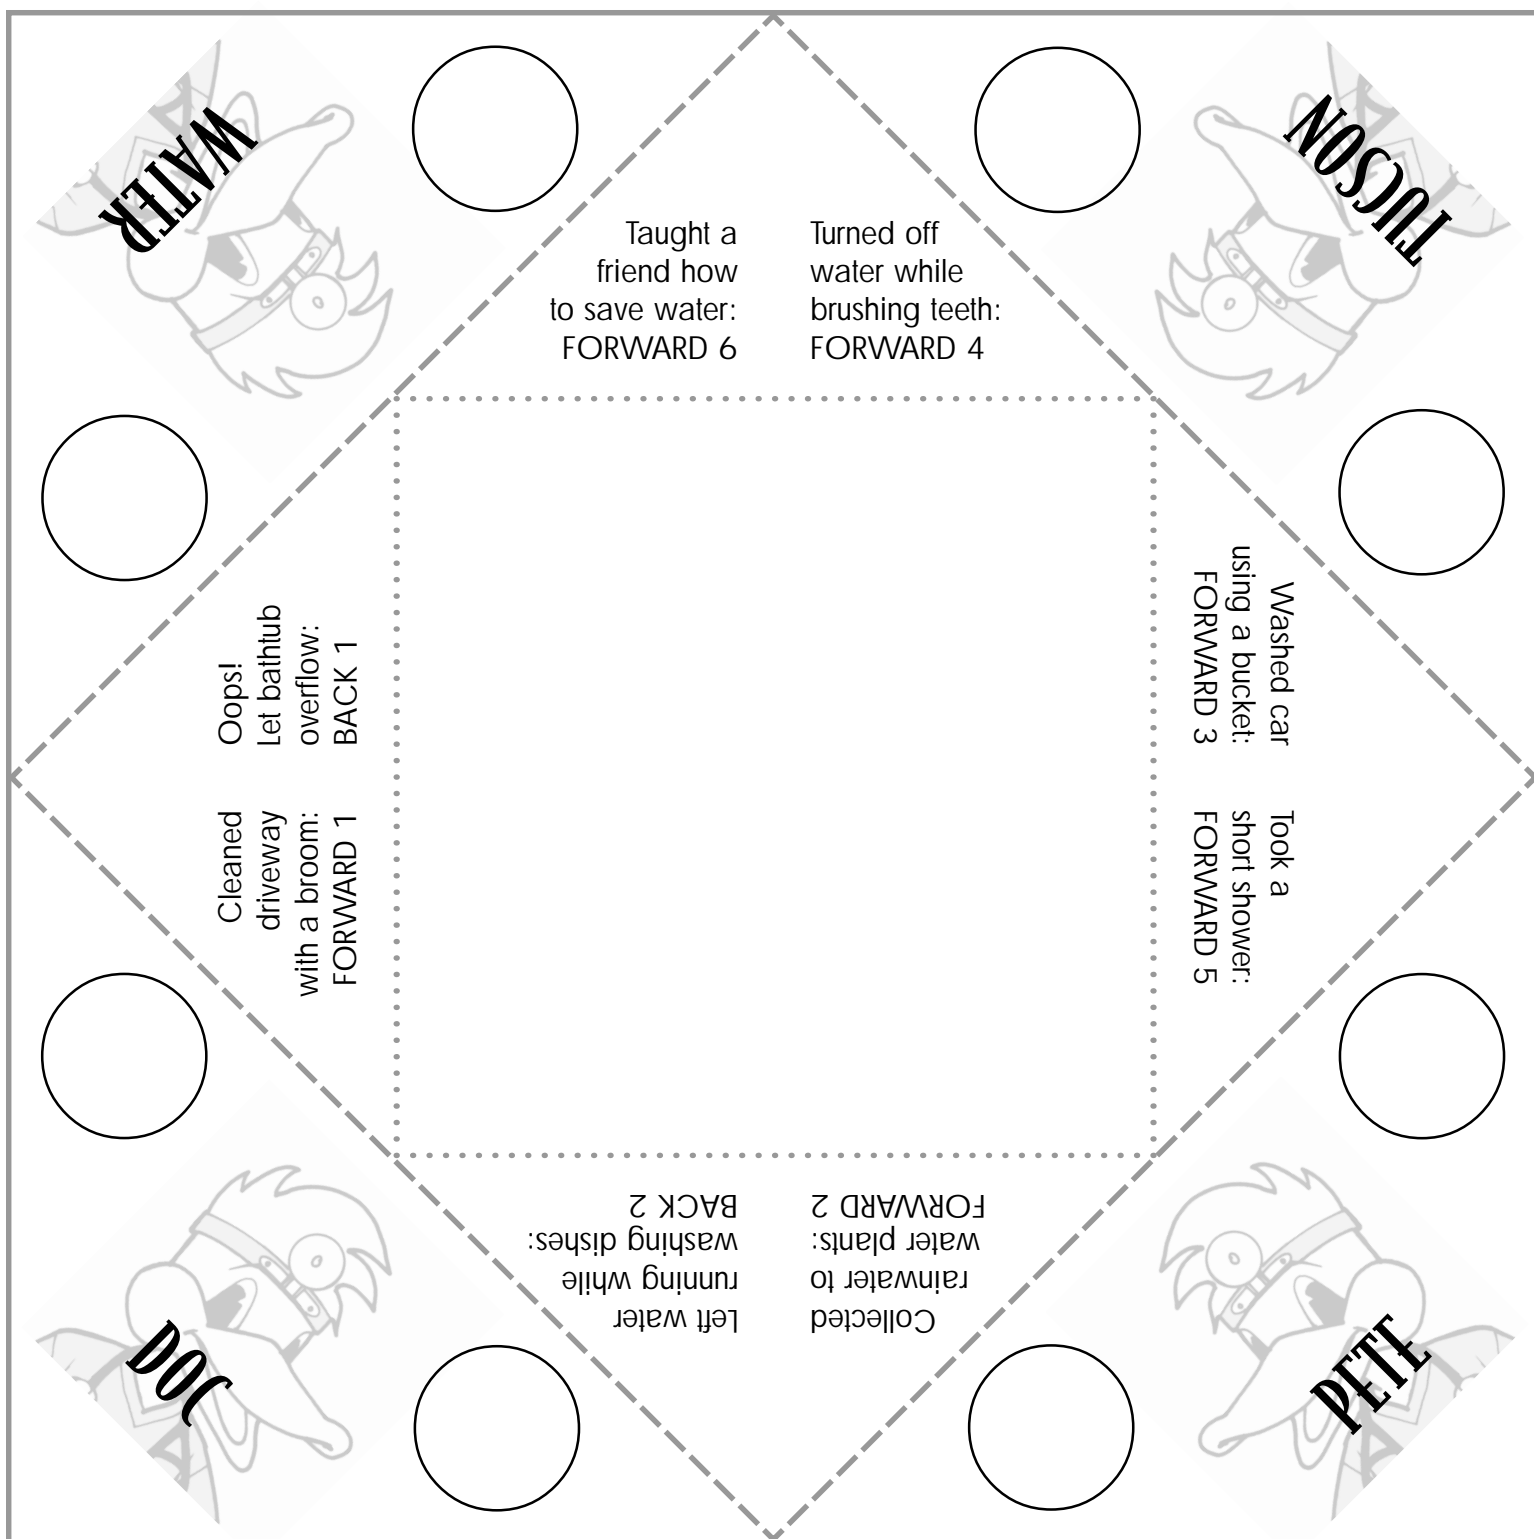 WATER
TUCSON
Taught a
friend how
to save water:
FORWARD 6
Turned off
water while
brushing teeth:
FORWARD 4
Oops!
Let bathtub
overflow:
BACK 1
Washed car
using a bucket:
FORWARD 3
Cleaned
driveway
with a broom:
FORWARD 1
Took a
short shower:
FORWARD 5
Left water
running while
washing dishes:
BACK 2
Collected
rainwater to
water plants:
FORWARD 2
DOC
PETE